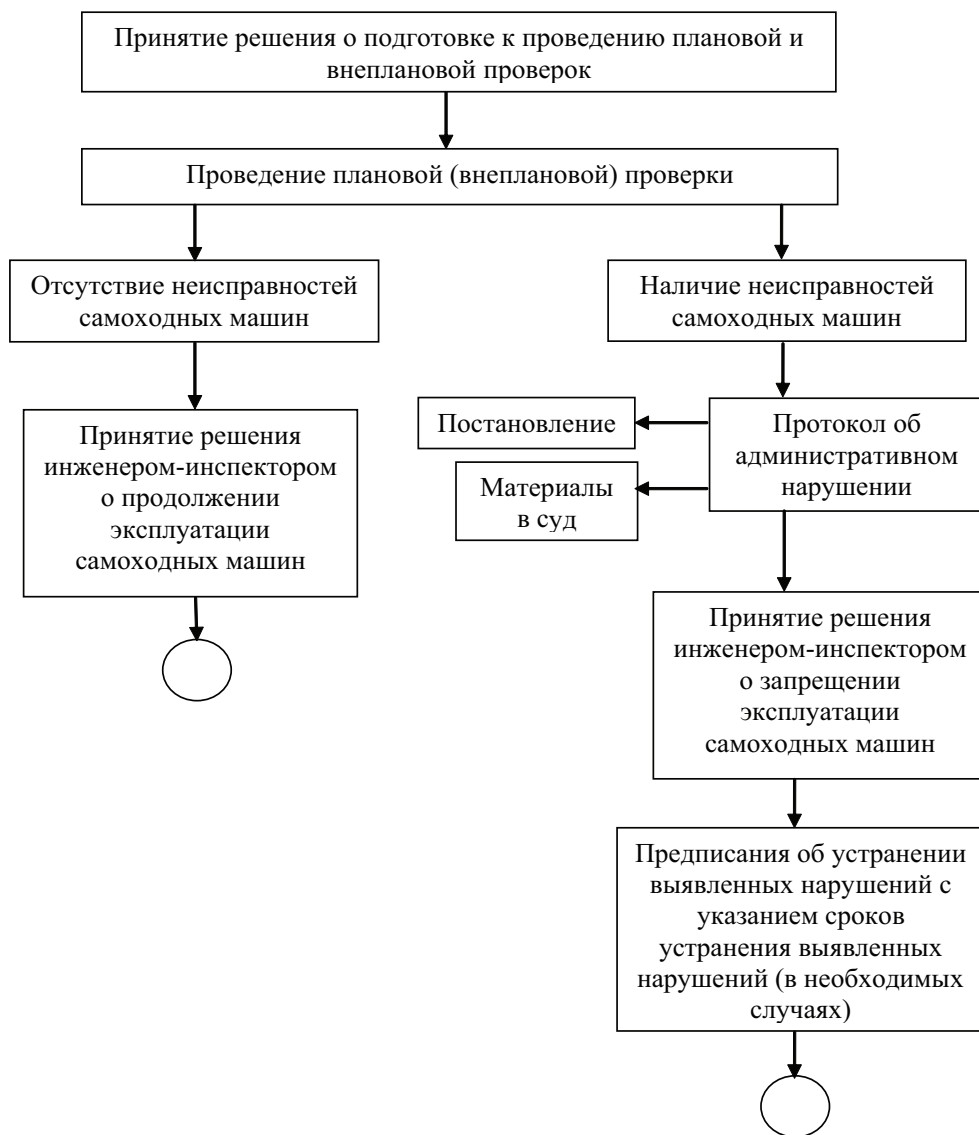 Принятие решения о подготовке к проведению плановой и
внеплановой проверок
Проведение плановой (внеплановой) проверки
Отсутствие неисправностей
самоходных машин
Наличие неисправностей
самоходных машин
Принятие решения
инженером-инспектором
о продолжении
эксплуатации
самоходных машин
Постановление
Материалы
в суд
Протокол об
административном
нарушении
Принятие решения
инженером-инспектором
о запрещении
эксплуатации
самоходных машин
Предписания об устранении
выявленных нарушений с
указанием сроков
устранения выявленных
нарушений (в необходимых
случаях)